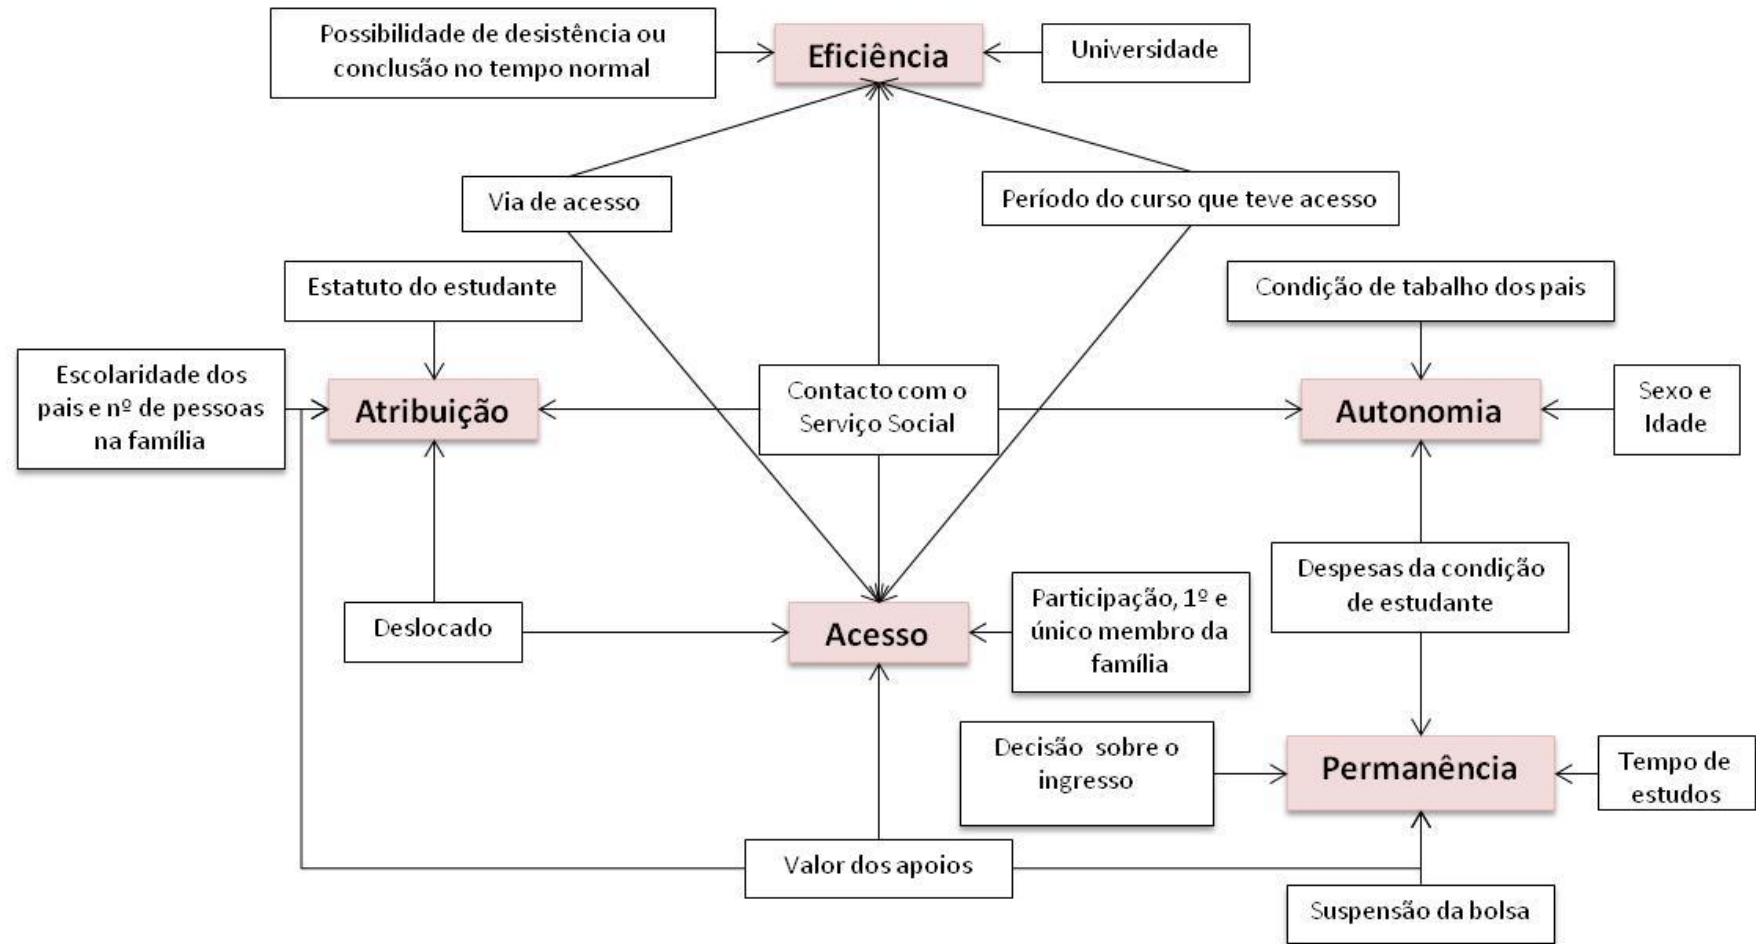 Possibilidade de desistência ou
conclusão no tempo normal
Eficiência
Universidade
Via de acesso
Período do curso que teve acesso
Estatuto do estudante
Condição de tabalho dos pais
Escolaridade dos
pais e nº de pessoas
na família
Atribuição
Contacto com o
Serviço Social
Autonomia
Sexo e
Idade
Deslocado
Acesso
Participação, 1º e
único membro da
família
Despesas da condição
de estudante
Decisão sobre o
ingresso
Permanência
Tempo de
estudos
Valor dos apoios
Suspensão da bolsa